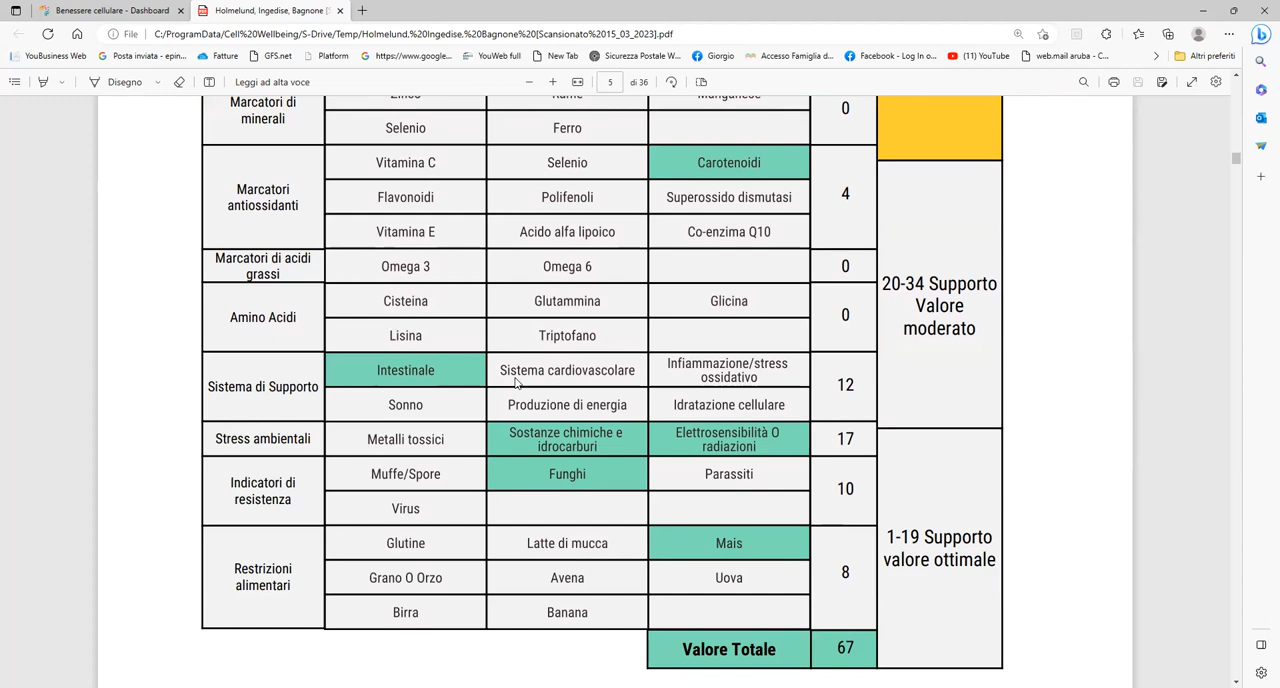 Benessere cellulare - Dashboard
Holmelund, Ingedise, Bagnone [S
C:/ProgramData/Cell%20Wellbeing/S-Drive/Temp/Holmelund,%20Ingedise,%20Bagnone%20[Scansionato%2015_03_2023].pdf
File
YouBusiness Web
Posta inviata - epin...
Fatture
GFS.net
Platform
https://www.google...
YouWeb full
New Tab
Sicurezza Postale W...
Giorgio
Accesso Famiglia d...
Facebook - Log In o...
(11) YouTube
web.mail aruba - C...
Altri preferiti
Disegno
Leggi ad alta voce
5
di 36
Marcatori di
minerali
Zinco
Rame
Manganese
0
Selenio
Ferro
Marcatori
antiossidanti
Vitamina C
Selenio
Carotenoidi
4
Flavonoidi
Polifenoli
Superossido dismutasi
Vitamina E
Acido alfa lipoico
Co-enzima Q10
Marcatori di acidi
grassi
Omega 3
Omega 6
0
Amino Acidi
Cisteina
Glutammina
Glicina
0
Lisina
Triptofano
20-34 Supporto
Valore
moderato
Sistema di Supporto
Intestinale
Sistema cardiovascolare
Infiammazione/stress
ossidativo
12
Sonno
Produzione di energia
Idratazione cellulare
Stress ambientali
Metalli tossici
Sostanze chimiche e
idrocarburi
Elettrosensibilità O
radiazioni
17
Indicatori di
resistenza
Muffe/Spore
Funghi
Parassiti
10
Virus
Restrizioni
alimentari
Glutine
Latte di mucca
Mais
8
Grano O Orzo
Avena
Uova
Birra
Banana
1-19 Supporto
valore ottimale
Valore Totale
67